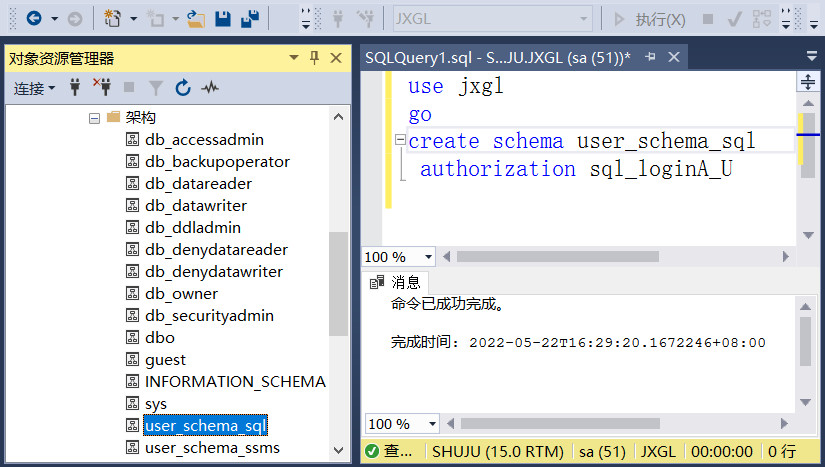 JXGL
执行(X)
对象资源管理器
连接
架构
db_accessadmin
db_backupoperator
db_datareader
db_datawriter
db_ddladmin
db_denydatareader
db_denydatawriter
db_owner
db_securityadmin
dbo
guest
INFORMATION_SCHEMA
sys
user_schema_sql
user_schema_ssms
SQLQuery1.sql - S...JU.JXGL (sa (51))*
use jxgl
go
create schema user_schema_sql
authorization sql_loginA_U
100 %
消息
命令已成功完成。
完成时间: 2022-05-22T16:29:20.1672246+08:00
100 %
查... SHUJU (15.0 RTM) sa (51) JXGL 00:00:00 0 行